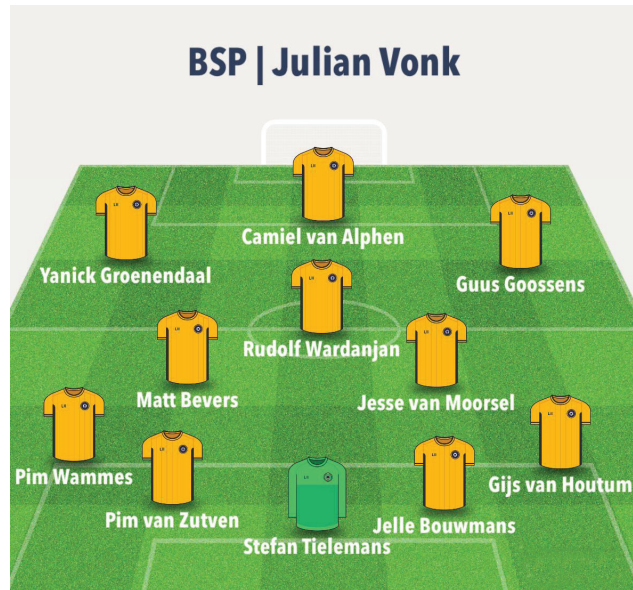 BSP | Julian Vonk
Camiel van Alphen
Yanick Groenendaal
Guus Goossens
Rudolf Wardanjan
Matt Bevers
Jesse van Moorsel
Pim Wammes
Gijs van Houtum
Pim van Zutven
Jelle Bouwmans
Stefan Tielemans